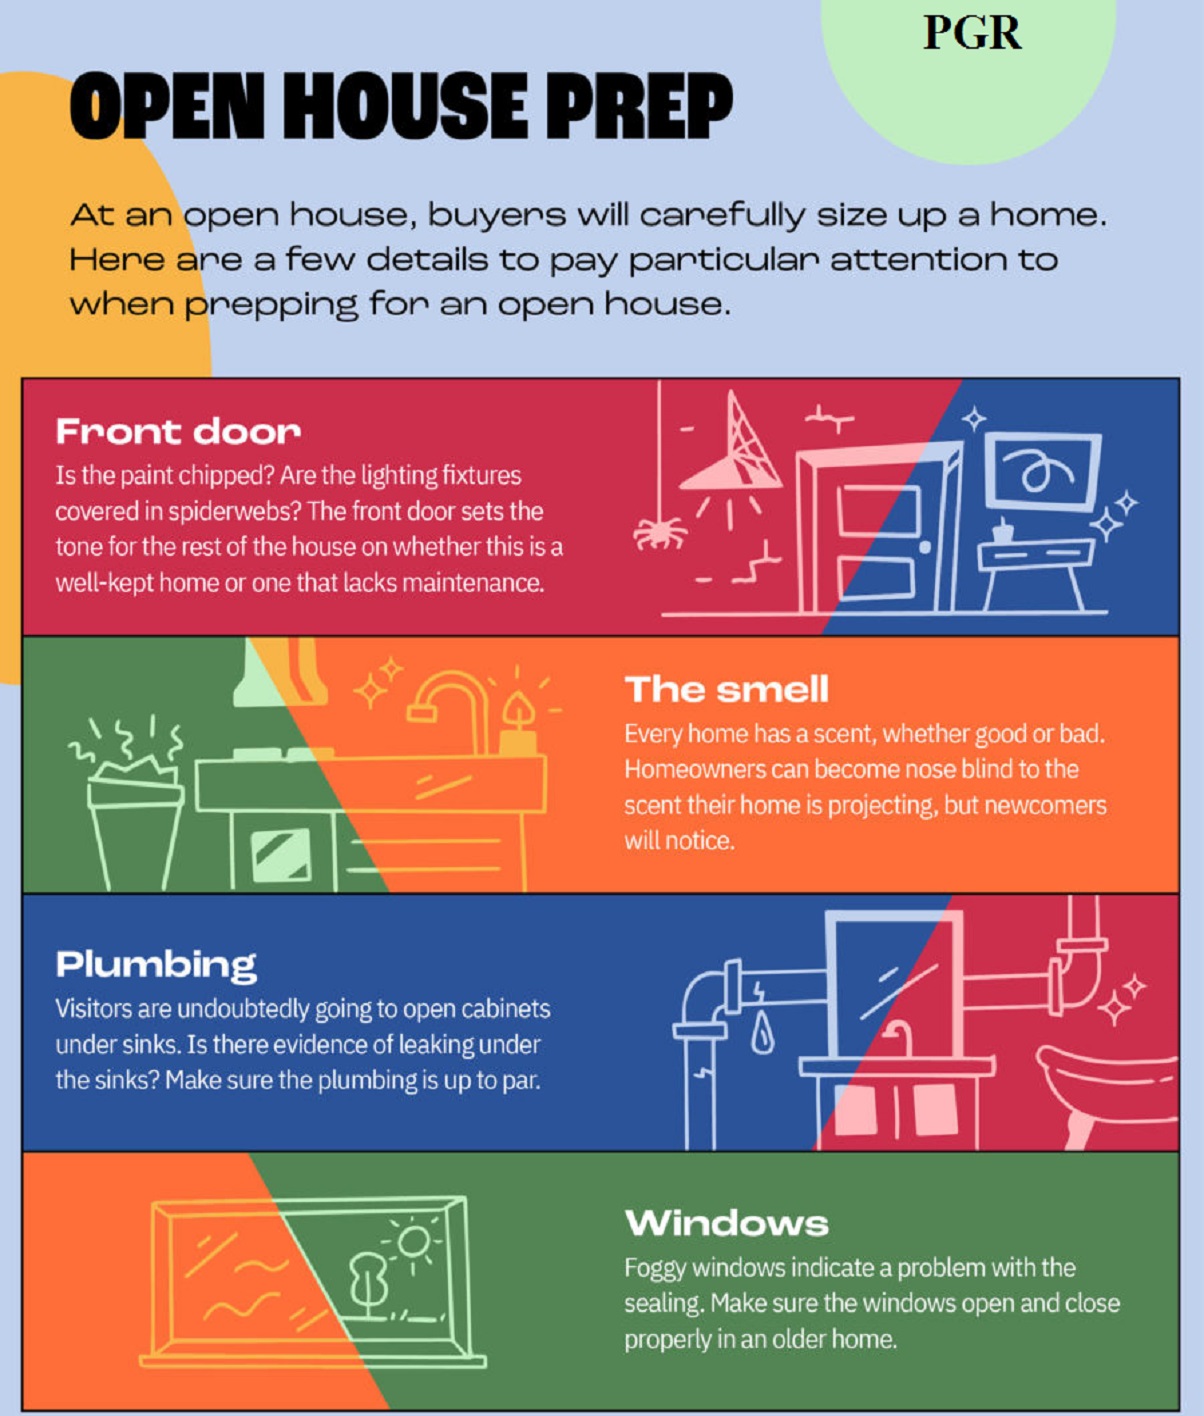 PGR
OPEN HOUSE PREP
At an open house, buyers will carefully size up a home.
Here are a few details to pay particular attention to
when prepping for an open house.
Front door
Is the paint chipped? Are the lighting fixtures
covered in spiderwebs? The front door sets the
tone for the rest of the house on whether this is a
well-kept home or one that lacks maintenance.
The smell
Every home has a scent, whether good or bad.
Homeowners can become nose blind to the
scent their home is projecting, but newcomers
will notice.
Plumbing
Visitors are undoubtedly going to open cabinets
under sinks. Is there evidence of leaking under
the sinks? Make sure the plumbing is up to par.
Windows
Foggy windows indicate a problem with the
sealing. Make sure the windows open and close
properly in an older home.